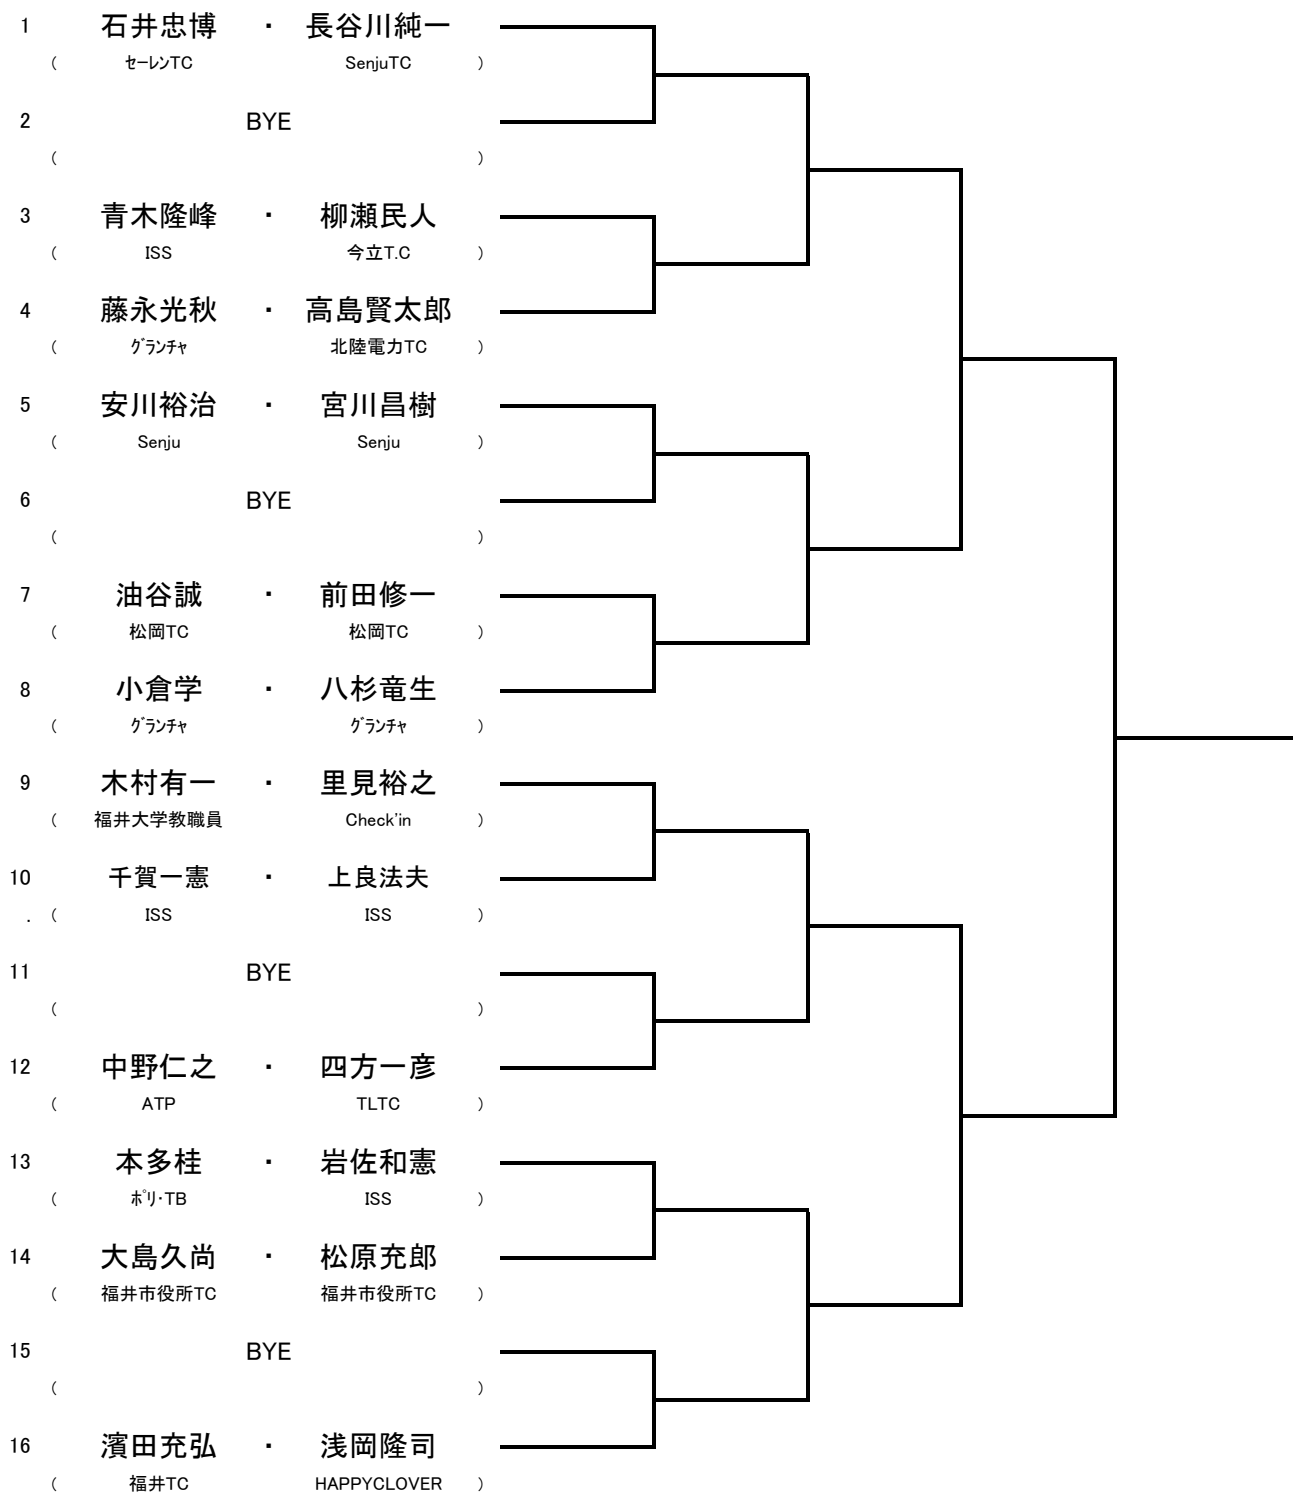 1 石井忠博 ・ 長谷川純一
( ｾｰﾚﾝTC SenjuTC )
2 BYE
( )
3 青木隆峰 ・ 柳瀬民人
( ISS 今立T.C )
4 藤永光秋 ・ 高島賢太郎
( ｸﾞﾗﾝﾁｬ 北陸電力TC )
5 安川裕治 ・ 宮川昌樹
( Senju Senju )
6 BYE
( )
7 油谷誠 ・ 前田修一
( 松岡TC 松岡TC )
8 小倉学 ・ 八杉竜生
( ｸﾞﾗﾝﾁｬ ｸﾞﾗﾝﾁｬ )
9 木村有一 ・ 里見裕之
( 福井大学教職員 Check'in )
10 千賀一憲 ・ 上良法夫
. ( ISS ISS )
11 BYE
( )
12 中野仁之 ・ 四方一彦
( ATP TLTC )
13 本多桂 ・ 岩佐和憲
( ﾎﾟﾘ･TB ISS )
14 大島久尚 ・ 松原充郎
( 福井市役所TC 福井市役所TC )
15 BYE
( )
16 濱田充弘 ・ 浅岡隆司
( 福井TC HAPPYCLOVER )